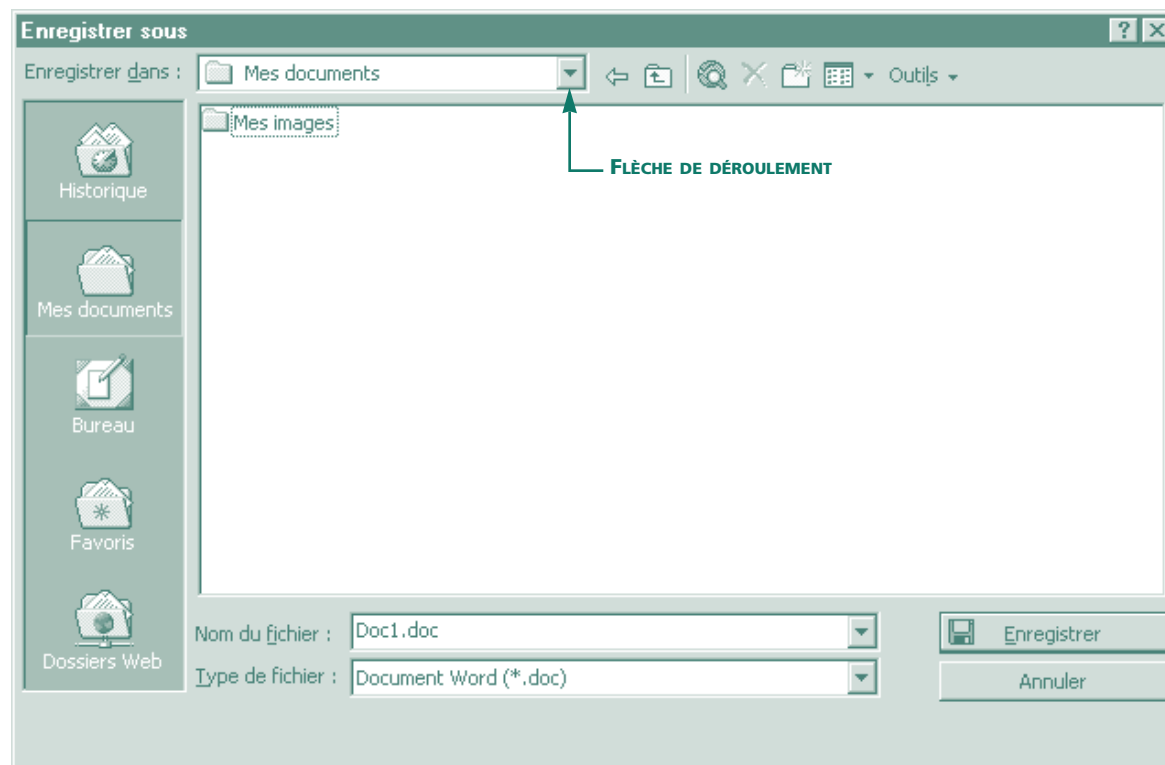 Enregistrer sous
Enregistrer dans :
Mes documents
Outils
Mes images
FLÈCHE DE DÉROULEMENT
Historique
Mes documents
Bureau
Favoris
Dossiers Web
Nom du fichier :
Doc1.doc
Enregistrer
Type de fichier :
Document Word (*.doc)
Annuler